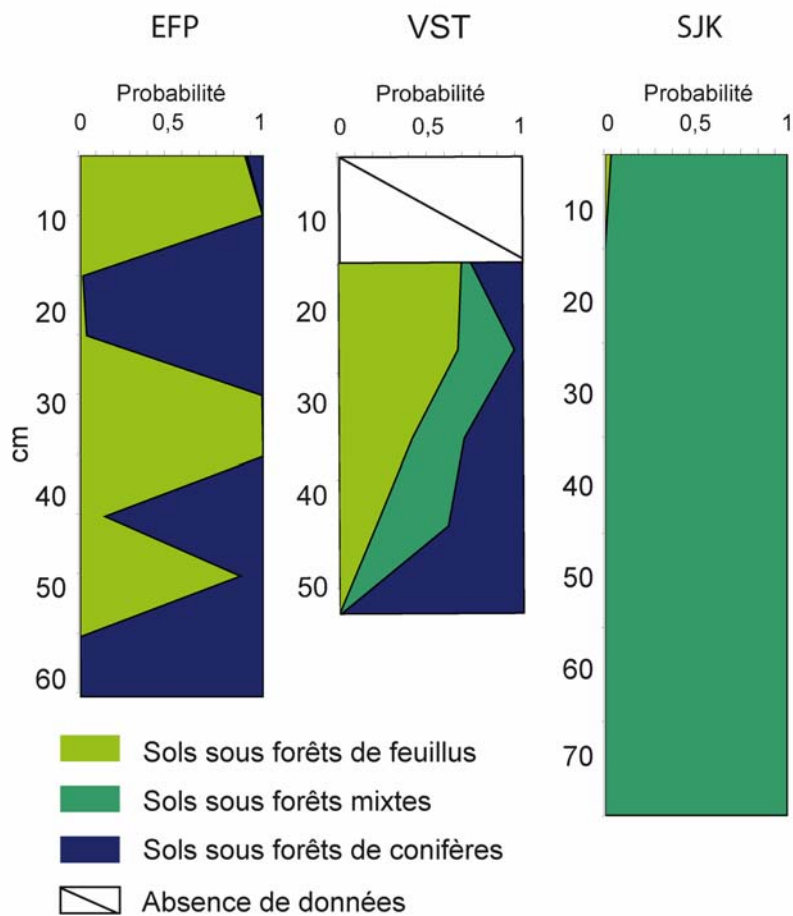 EFP VST SJK
Probabilité Probabilité Probabilité
0 0,5 1 0 0,5 1 0 0,5 1
cm
10
20
30
40
50
60
10
20
30
40
50
10
20
30
40
50
60
70
Sols sous forêts de feuillus
Sols sous forêts mixtes
Sols sous forêts de conifères
Absence de données